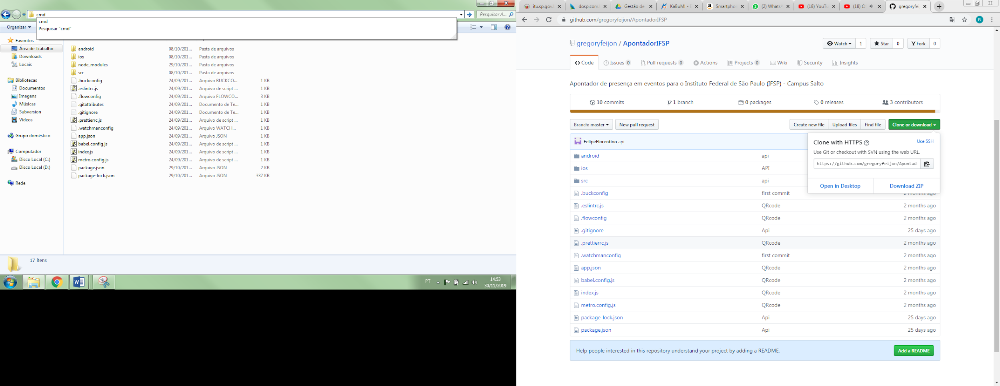 cmd
Pesquisar A...
cmd
Pesquisar "cmd"
Organizar
Favoritos
Área de Trabalho
Downloads
Locais
Bibliotecas
Documentos
Imagens
Músicas
Subversion
Vídeos
Grupo doméstico
Computador
Disco Local (C:)
Disco Local (D:)
Rede
android 08/10/201... Pasta de arquivos
ios 08/10/201... Pasta de arquivos
node_modules 29/10/201... Pasta de arquivos
src 08/10/201... Pasta de arquivos
.buckconfig 24/09/201... Arquivo BUCKCO... 1 KB
.eslintrc.js 24/09/201... Arquivo de script ... 1 KB
.flowconfig 24/09/201... Arquivo FLOWCO... 3 KB
.gitattributes 24/09/201... Documento de Te... 1 KB
.gitignore 24/09/201... Documento de Te... 1 KB
.prettierrc.js 24/09/201... Arquivo de script ... 1 KB
.watchmanconfig 24/09/201... Arquivo WATCH... 1 KB
app.json 24/09/201... Arquivo JSON 1 KB
babel.config.js 24/09/201... Arquivo de script ... 1 KB
index.js 24/09/201... Arquivo de script ... 1 KB
metro.config.js 24/09/201... Arquivo de script ... 1 KB
package.json 29/10/201... Arquivo JSON 2 KB
package-lock.json 29/10/201... Arquivo JSON 337 KB
17 itens
PT
14:53
30/11/2019
itu.sp.gov. dosp.com. Gestão de KaBuM! - Smartphor (2) WhatsA (18) YouTu (18) gregoryfei
github.com/gregoryfeijon/ApontadorIFSP
R
gregoryfeijon / ApontadorIFSP
Watch 1 Star 0 Fork 0
Code Issues 0 Pull requests 0 Actions Projects 0 Wiki Security Insights
Apontador de presença em eventos para o Instituto Federal de São Paulo (IFSP) - Campus Salto
10 commits 1 branch 0 packages 0 releases 3 contributors
Branch: master New pull request Create new file Upload files Find file Clone or download
FelipeFlorentino api
Clone with HTTPS Use SSH
Use Git or checkout with SVN using the web URL.
https://github.com/gregoryfeijon/Apontad
Open in Desktop Download ZIP
android api
ios API
src api
.buckconfig first commit 2 months ago
.eslintrc.js QRcode 2 months ago
.flowconfig QRcode 2 months ago
.gitignore Api 25 days ago
.prettierrc.js QRcode 2 months ago
.watchmanconfig first commit 2 months ago
app.json QRcode 2 months ago
babel.config.js QRcode 2 months ago
index.js QRcode 2 months ago
metro.config.js QRcode 2 months ago
package-lock.json Api 25 days ago
package.json Api 25 days ago
Help people interested in this repository understand your project by adding a README.
Add a README